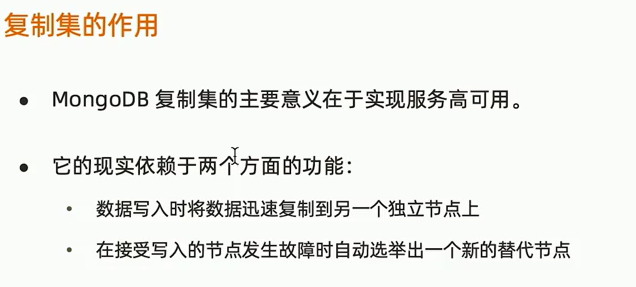 复制集的作用
• MongoDB 复制集的主要意义在于实现服务高可用。
• 它的现实依赖于两个方面的功能：
• 数据写入时将数据迅速复制到另一个独立节点上
• 在接受写入的节点发生故障时自动选举出一个新的替代节点